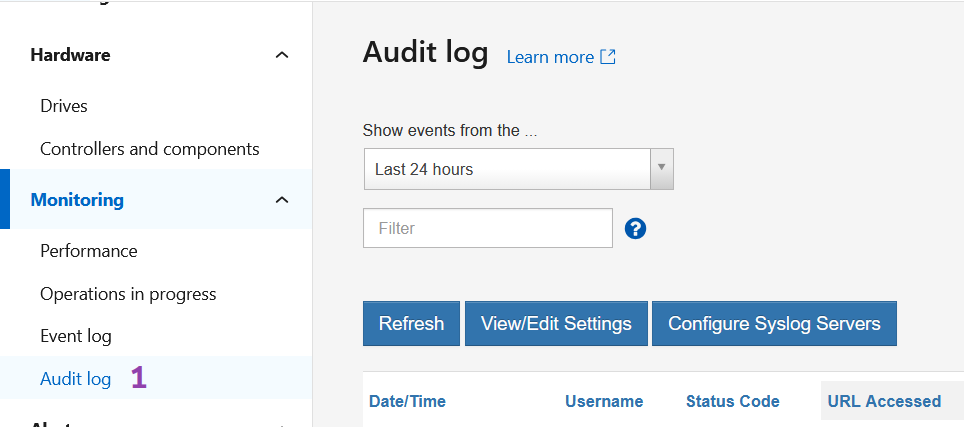 Hardware
Drives
Controllers and components
Monitoring
Performance
Operations in progress
Event log
Audit log 1
Audit log Learn more
Show events from the ...
Last 24 hours
Filter ?
Refresh View/Edit Settings Configure Syslog Servers
Date/Time Username Status Code URL Accessed